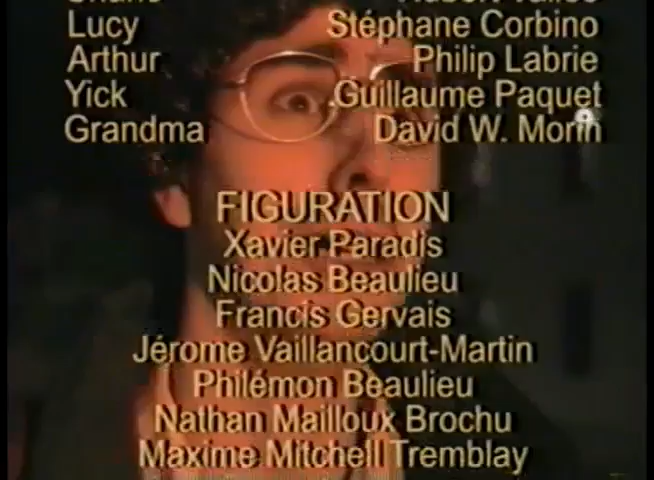 Lucy Stéphane Corbino
Arthur Philip Labrie
Yick Guillaume Paquet
Grandma David W. Morin
FIGURATION
Xavier Paradis
Nicolas Beaulieu
Francis Gervais
Jérome Vaillancourt-Martin
Philémon Beaulieu
Nathan Mailloux Brochu
Maxime Mitchell Tremblay